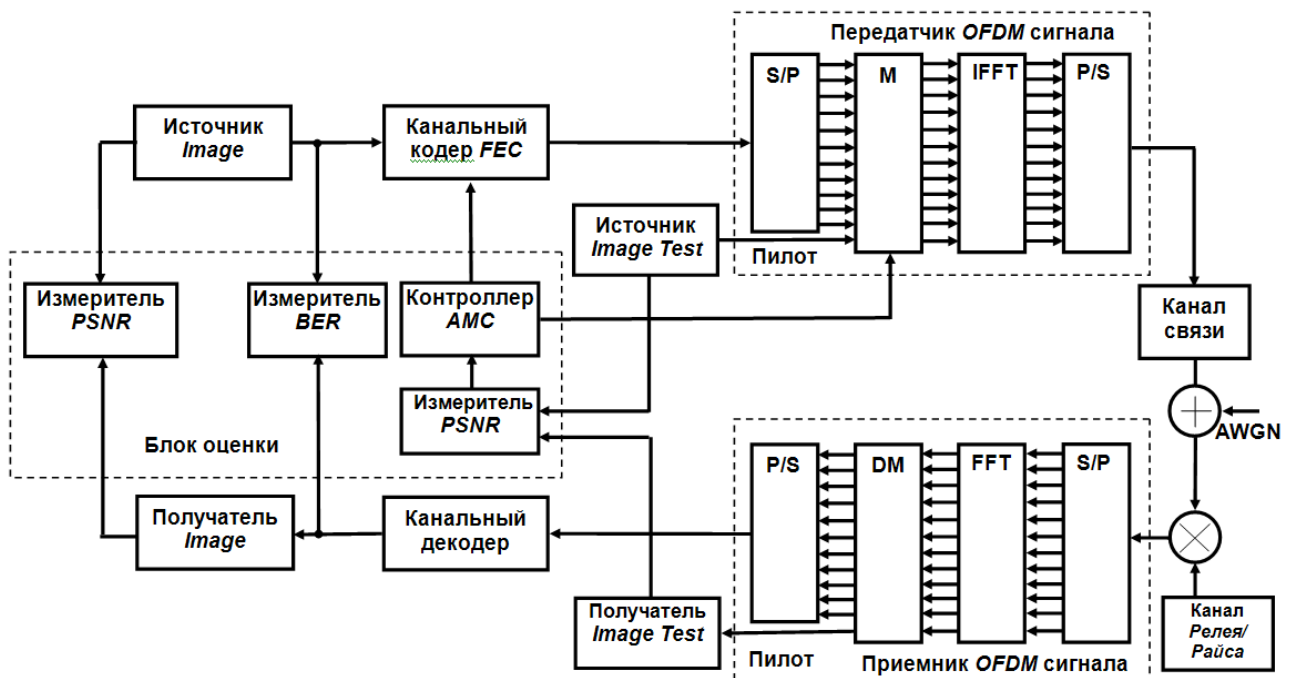 Передатчик OFDM сигнала
S/P
M
IFFT
P/S
Источник
Image
Канальный
кодер FEC
Источник
Image Test
Пилот
Измеритель
PSNR
Измеритель
BER
Контроллер
AMC
Канал
связи
Измеритель
PSNR
AWGN
Блок оценки
P/S
DM
FFT
S/P
Получатель
Image
Канальный
декодер
Получатель
Image Test
Канал
Релея/
Райса
Пилот
Приемник OFDM сигнала